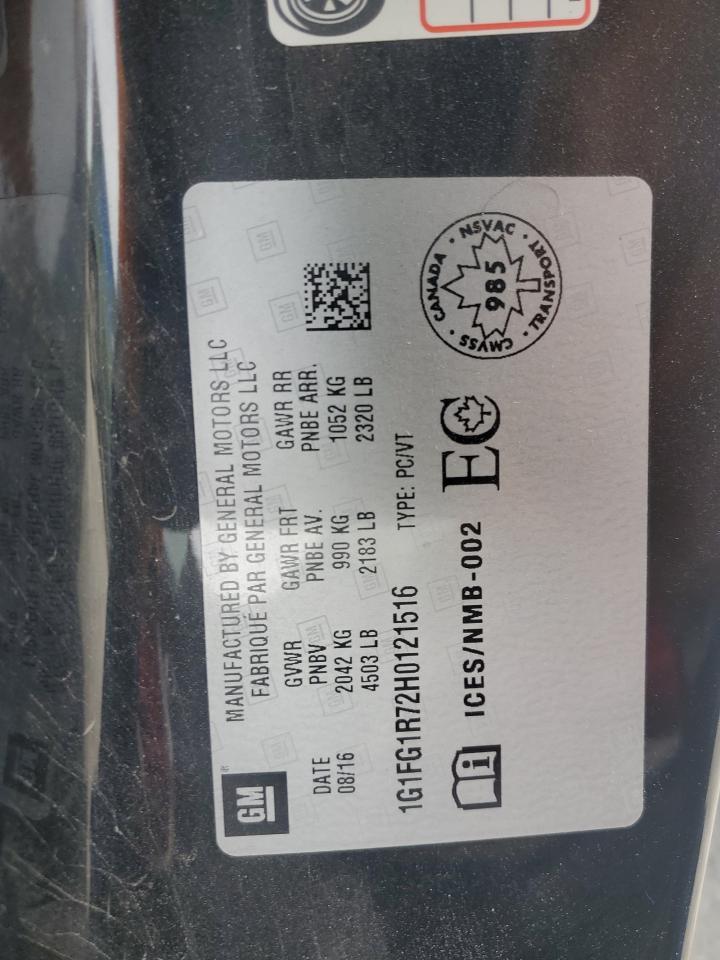 GM
MANUFACTURED BY GENERAL MOTORS LLC
FABRIQUÉ PAR GENERAL MOTORS LLC
DATE GVWR GAWR FRT GAWR RR
08/16 PNBV PNBE AV. PNBE ARR.
2042 KG 990 KG 1052 KG
4503 LB 2183 LB 2320 LB
1G1FG1R72H0121516 TYPE: PC/VT
ICES/NMB-002 EC
CANADA · NSVAC · TRANSPORT · CMVSS ·
985